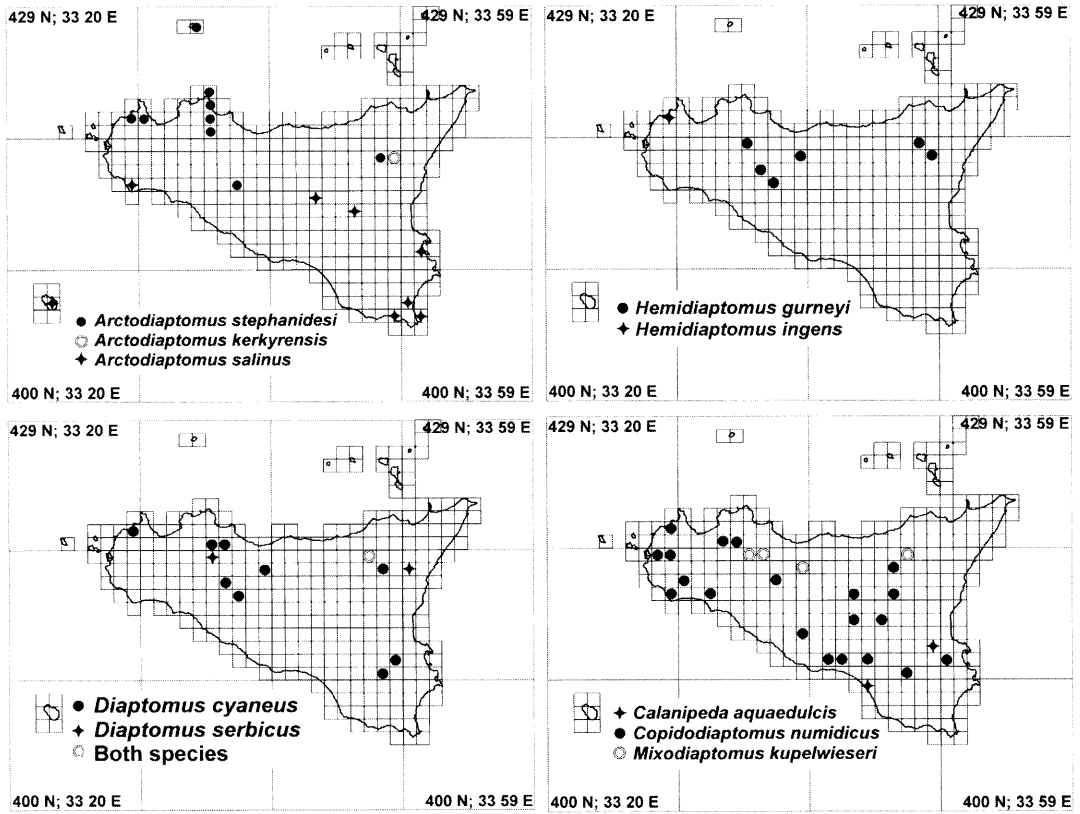 429 N; 33 20 E
429 N; 33 59 E
Arctodiaptomus stephanidesi
Arctodiaptomus kerkyrensis
Arctodiaptomus salinus
400 N; 33 20 E
400 N; 33 59 E
429 N; 33 20 E
429 N; 33 59 E
Hemidiaptomus gurneyi
Hemidiaptomus ingens
400 N; 33 20 E
400 N; 33 59 E
429 N; 33 20 E
429 N; 33 59 E
Diaptomus cyaneus
Diaptomus serbicus
Both species
400 N; 33 20 E
400 N; 33 59 E
429 N; 33 20 E
429 N; 33 59 E
Calanipeda aquaedulcis
Copidodiaptomus numidicus
Mixodiaptomus kupelwieseri
400 N; 33 20 E
400 N; 33 59 E